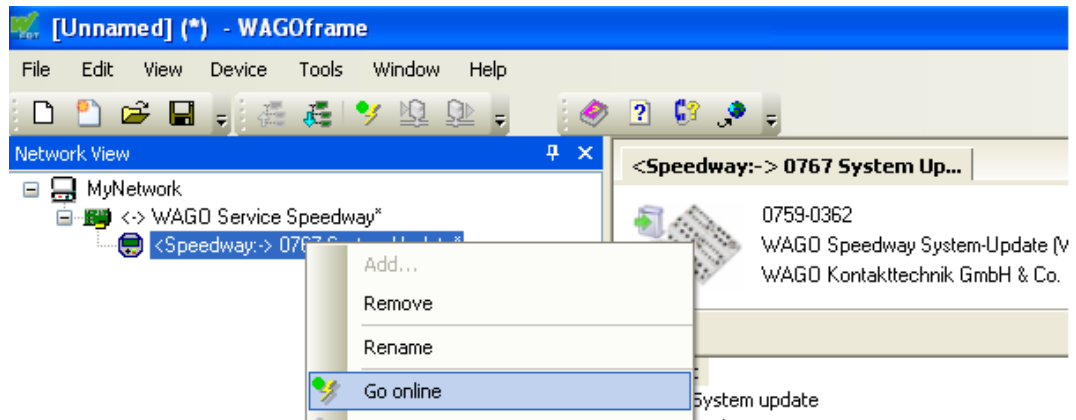 [Unnamed] (*) - WAGOframe
File Edit View Device Tools Window Help
Network View
MyNetwork
<-> WAGO Service Speedway*
<Speedway:-> 0767 System Update*
Add...
Remove
Rename
Go online
<Speedway:-> 0767 System Up...
0759-0362
WAGO Speedway System-Update (V
WAGO Kontakttechnik GmbH & Co.
System update